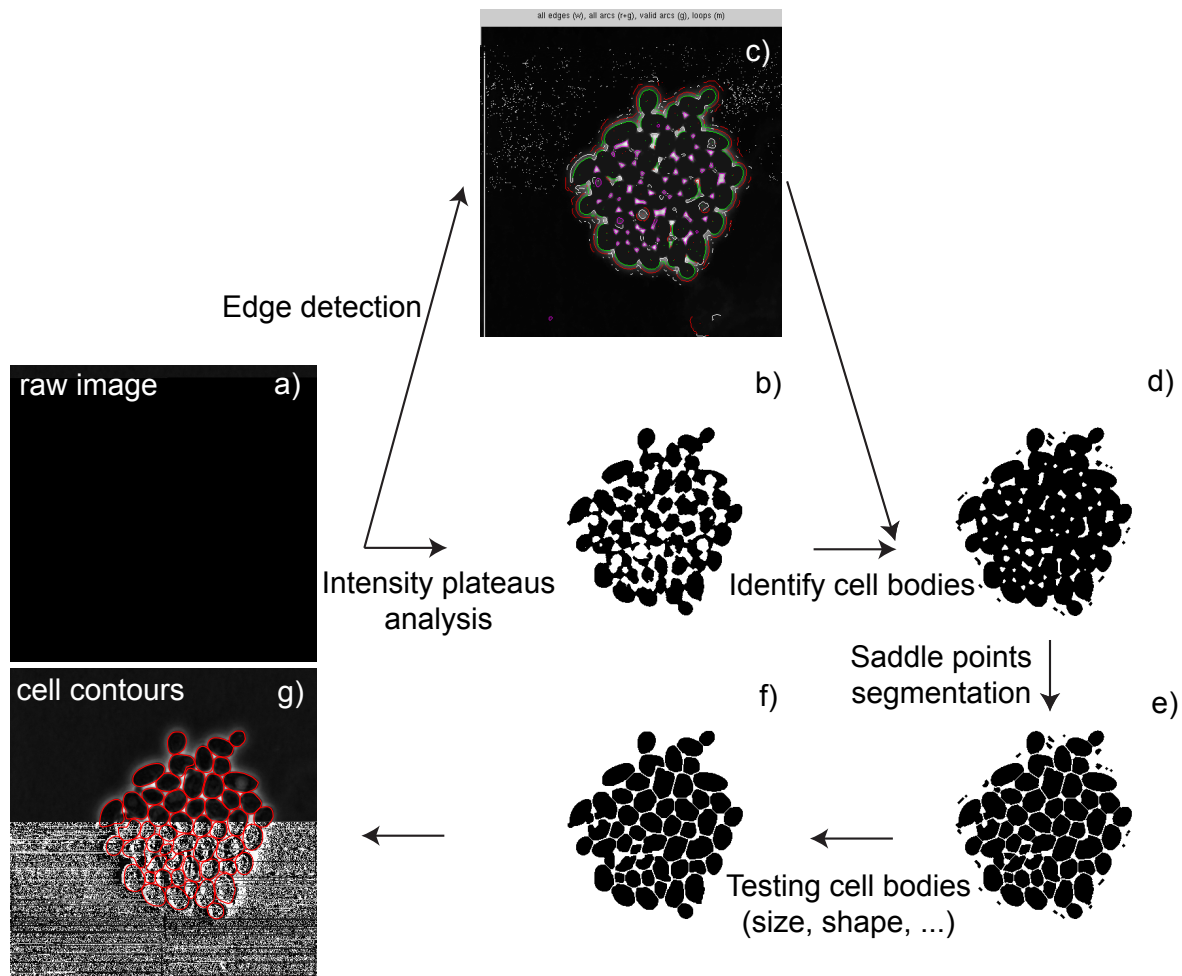 all edges (w), all arcs (r+g), valid arcs (g), loops (m)
c)
Edge detection
raw image
a)
b)
d)
Intensity plateaus
analysis
Identify cell bodies
Saddle points
segmentation
cell contours
g)
f)
e)
Testing cell bodies
(size, shape, ...)